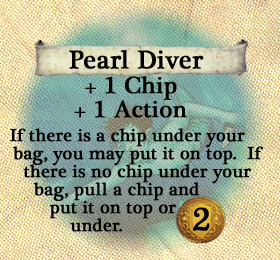 Pearl Diver
+ 1 Chip
+ 1 Action
If there is a chip under your
bag, you may put it on top.  If
there is no chip under your
bag, pull a chip and
put it on top or
under.
2